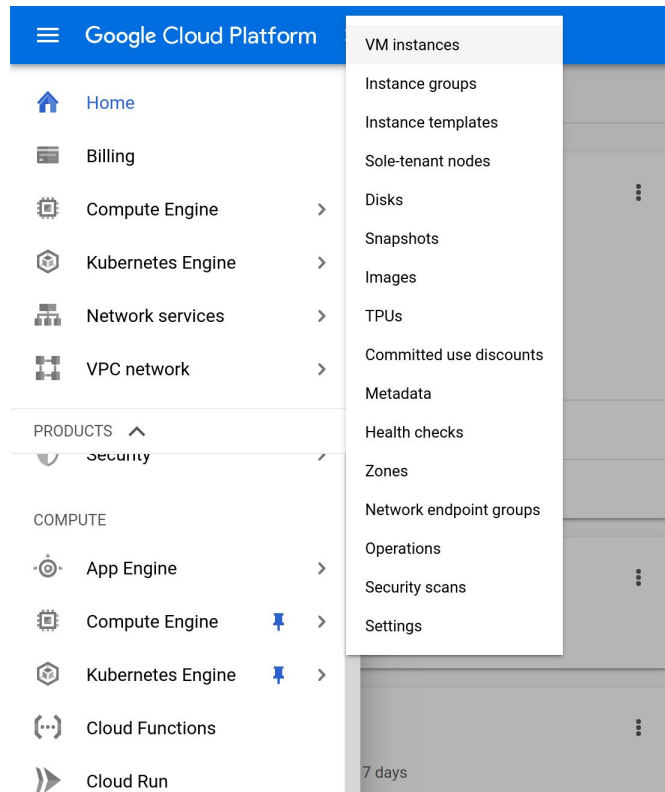 Google Cloud Platform
Home
Billing
Compute Engine
Kubernetes Engine
Network services
VPC network
PRODUCTS
Security
COMPUTE
App Engine
Compute Engine
Kubernetes Engine
Cloud Functions
Cloud Run
VM instances
Instance groups
Instance templates
Sole-tenant nodes
Disks
Snapshots
Images
TPUs
Committed use discounts
Metadata
Health checks
Zones
Network endpoint groups
Operations
Security scans
Settings
7 days